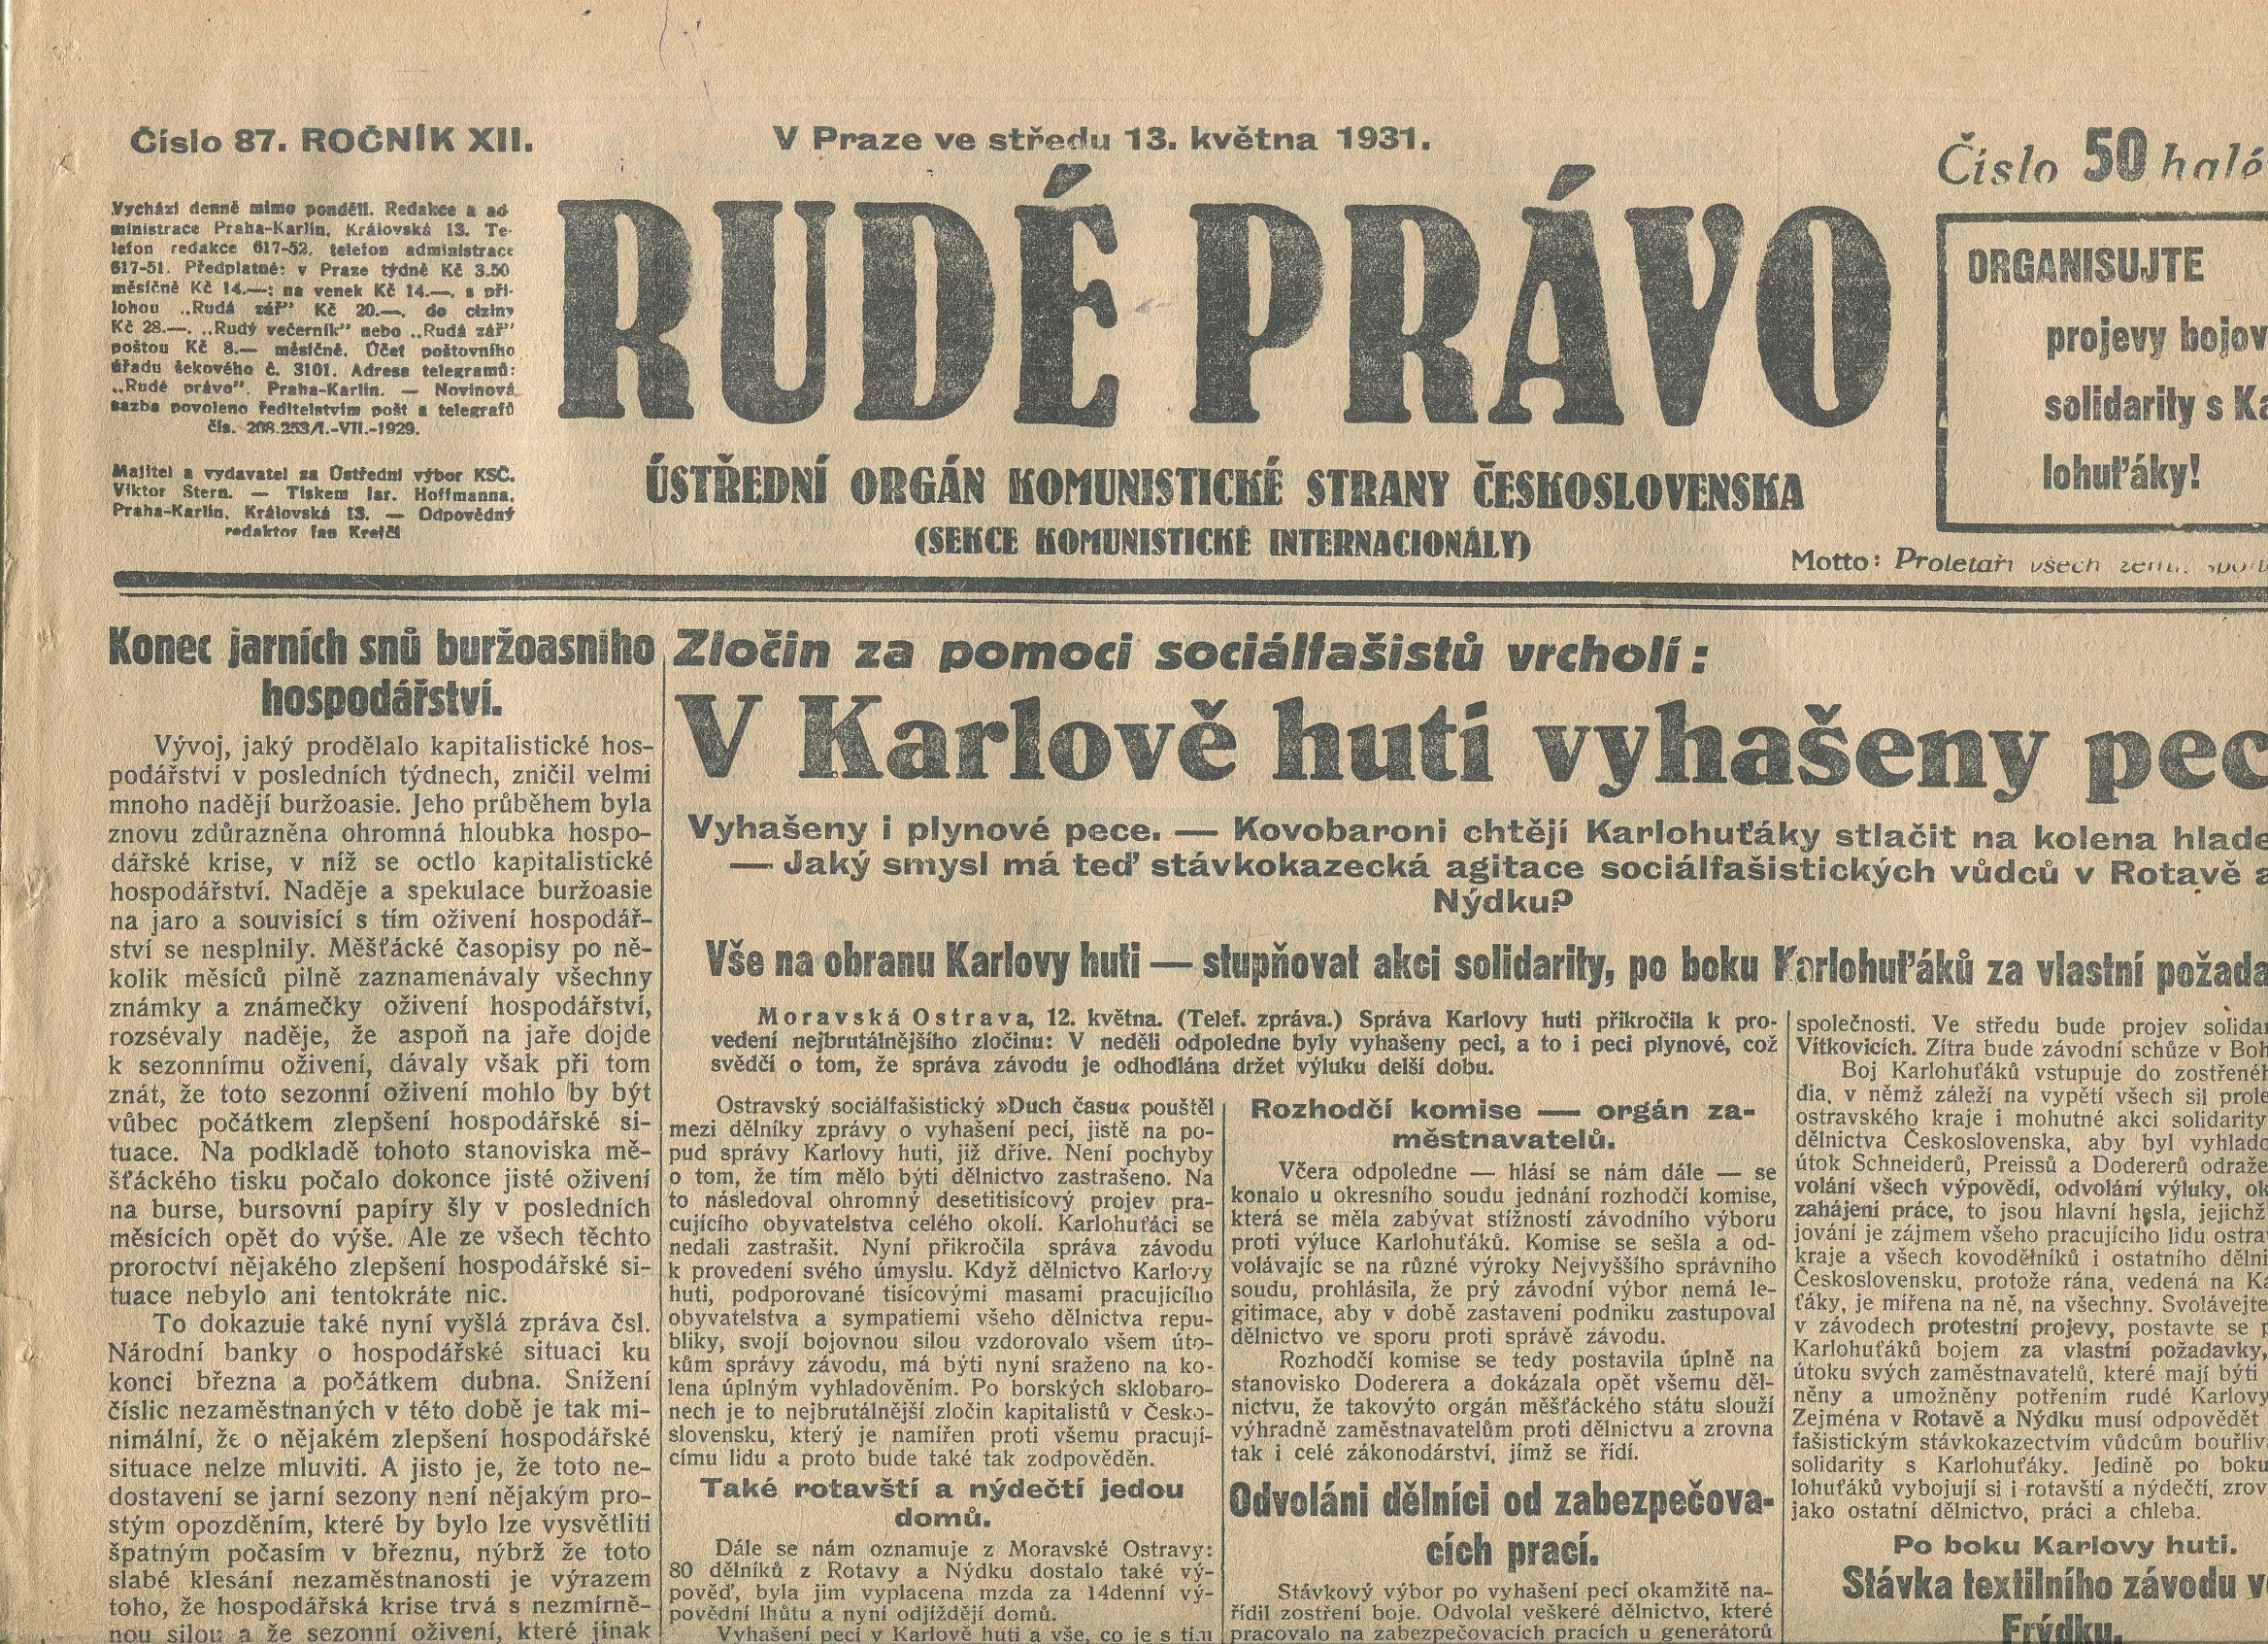 Číslo 87. ROČNÍK XII.
V Praze ve středu 13. května 1931.
Číslo 50
Vychází denně mimo pondělí. Redakce a ad-
ministrace Praha-Karlín, Královská 13. Te-
lefon redakce 617-52, telefon administrace
617-51. Předplatné: v Praze týdně Kč 3.50
měsíčně Kč 14.—; na venek Kč 14.—, s pří-
lohou „Rudá zář" Kč 20.—, do ciziny
Kč 28.—. „Rudý večerník" nebo „Rudá zář"
poštou Kč 8.— měsíčně. Účet poštovního
úřadu šekového č. 3101. Adresa telegramů:
„Rudé právo". Praha-Karlín. — Novinová
sazba povoleno ředitelstvím pošt a telegrafů
čís. 208.253/I.-VII.-1929.
Majitel a vydavatel za Ústřední výbor KSČ.
Viktor Stern. — Tiskem Jar. Hoffmanna,
Praha-Karlín, Královská 13. — Odpovědný
redaktor Jan Krejčí
RUDÉ PRÁVO
ÚSTŘEDNÍ ORGÁN KOMUNISTICKÉ STRANY ČESKOSLOVENSKA
(SEKCE KOMUNISTICKÉ INTERNACIONÁLY)
ORGANISUJTE
projevy bojov
solidarity s Ka
lohuťáky!
Motto: Proletáři všech zemí,
Konec jarních snů buržoasního
hospodářství.
Vývoj, jaký prodělalo kapitalistické hos-
podářství v posledních týdnech, zničil velmi
mnoho nadějí buržoasie. Jeho průběhem byla
znovu zdůrazněna ohromná hloubka hospo-
dářské krise, v níž se octlo kapitalistické
hospodářství. Naděje a spekulace buržoasie
na jaro a souvisící s tím oživení hospodář-
ství se nesplnily. Měšťácké časopisy po ně-
kolik měsíců pilně zaznamenávaly všechny
známky a známečky oživení hospodářství,
rozsévaly naděje, že aspoň na jaře dojde
k sezonnímu oživení, dávaly však při tom
znát, že toto sezonní oživení mohlo by být
vůbec počátkem zlepšení hospodářské si-
tuace. Na podkladě tohoto stanoviska mě-
šťáckého tisku počalo dokonce jisté oživení
na burse, bursovní papíry šly v posledních
měsících opět do výše. Ale ze všech těchto
proroctví nějakého zlepšení hospodářské si-
tuace nebylo ani tentokráte nic.
To dokazuje také nyní vyšlá zpráva čsl.
Národní banky o hospodářské situaci ku
konci března a počátkem dubna. Snížení
číslic nezaměstnaných v této době je tak mi-
nimální, že o nějakém zlepšení hospodářské
situace nelze mluviti. A jisto je, že toto ne-
dostavení se jarní sezony není nějakým pro-
stým opozděním, které by bylo lze vysvětliti
špatným počasím v březnu, nýbrž že toto
slabé klesání nezaměstnanosti je výrazem
toho, že hospodářská krise trvá s nezmírně-
nou silou a že sezonní oživení, které jinak
Zločin za pomoci sociálfašistů vrcholí:
V Karlově huti vyhašeny pec
Vyhašeny i plynové pece. — Kovobaroni chtějí Karlohuťáky stlačit na kolena hlade
— Jaký smysl má teď stávkokazecká agitace sociálfašistických vůdců v Rotavě a
Nýdku?
Vše na obranu Karlovy huti — stupňovat akci solidarity, po boku Karlohuťáků za vlastní požada
Moravská Ostrava, 12. května. (Telef. zpráva.) Správa Karlovy huti přikročila k pro-
vedení nejbrutálnějšího zločinu: V neděli odpoledne byly vyhašeny peci, a to i peci plynové, což
svědčí o tom, že správa závodu je odhodlána držet výluku delší dobu.
Ostravský sociálfašistický »Duch času« pouštěl
mezi dělníky zprávy o vyhašení pecí, jistě na po-
pud správy Karlovy huti, již dříve. Není pochyby
o tom, že tím mělo býti dělnictvo zastrašeno. Na
to následoval ohromný desetitisícový projev pra-
cujícího obyvatelstva celého okolí. Karlohuťáci se
nedali zastrašit. Nyní přikročila správa závodu
k provedení svého úmyslu. Když dělnictvo Karlovy
huti, podporované tisícovými masami pracujícího
obyvatelstva a sympatiemi všeho dělnictva repu-
bliky, svojí bojovnou silou vzdorovalo všem úto-
kům správy závodu, má býti nyní sraženo na ko-
lena úplným vyhladověním. Po borských sklobaro-
nech je to nejbrutálnější zločin kapitalistů v Česko-
slovensku, který je namířen proti všemu pracují-
címu lidu a proto bude také tak zodpověděn.
Také rotavští a nýdečtí jedou
domů.
Dále se nám oznamuje z Moravské Ostravy:
80 dělníků z Rotavy a Nýdku dostalo také vý-
pověď, byla jim vyplacena mzda za 14denní vý-
povědní lhůtu a nyní odjíždějí domů.
Vyhašení pecí v Karlově huti a vše, co je s tím
Rozhodčí komise — orgán za-
městnavatelů.
Včera odpoledne — hlásí se nám dále — se
konalo u okresního soudu jednání rozhodčí komise,
která se měla zabývat stížností závodního výboru
proti výluce Karlohuťáků. Komise se sešla a od-
volávajíc se na různé výroky Nejvyššího správního
soudu, prohlásila, že prý závodní výbor nemá le-
gitimace, aby v době zastavení podniku zastupoval
dělnictvo ve sporu proti správě závodu.
Rozhodčí komise se tedy postavila úplně na
stanovisko Doderera a dokázala opět všemu děl-
nictvu, že takovýto orgán měšťáckého státu slouží
výhradně zaměstnavatelům proti dělnictvu a zrovna
tak i celé zákonodárství, jímž se řídí.
Odvoláni dělníci od zabezpečova-
cích prací.
Stávkový výbor po vyhašení pecí okamžitě na-
řídil zostření boje. Odvolal veškeré dělnictvo, které
pracovalo na zabezpečovacích pracích u generátorů
společnosti. Ve středu bude projev solidar
Vítkovicích. Zítra bude závodní schůze v Boh
Boj Karlohuťáků vstupuje do zostřenéh
dia, v němž záleží na vypětí všech sil prole
ostravského kraje i mohutné akci solidarity
dělnictva Československa, aby byl vyhlado
útok Schneiderů, Preissů a Dodererů odraže
volání všech výpovědí, odvolání výluky, ok
zahájení práce, to jsou hlavní hesla, jejichž
jování je zájmem všeho pracujícího lidu ostra
kraje a všech kovodělníků i ostatního dělni
Československu, protože rána, vedená na Ka
ťáky, je mířena na ně, na všechny. Svolávejte
v závodech protestní projevy, postavte se p
Karlohuťáků bojem za vlastní požadavky,
útoku svých zaměstnavatelů, které mají býti
něny a umožněny potřením rudé Karlovy
Zejména v Rotavě a Nýdku musí odpovědět
fašistickým stávkokazectvím vůdcům bouřliv
solidarity s Karlohuťáky. Jedině po boku
lohuťáků vybojují si i rotavští a nýdečtí, zrov
jako ostatní dělnictvo, práci a chleba.
Po boku Karlovy huti.
Stávka textilního závodu v
Frýdku.